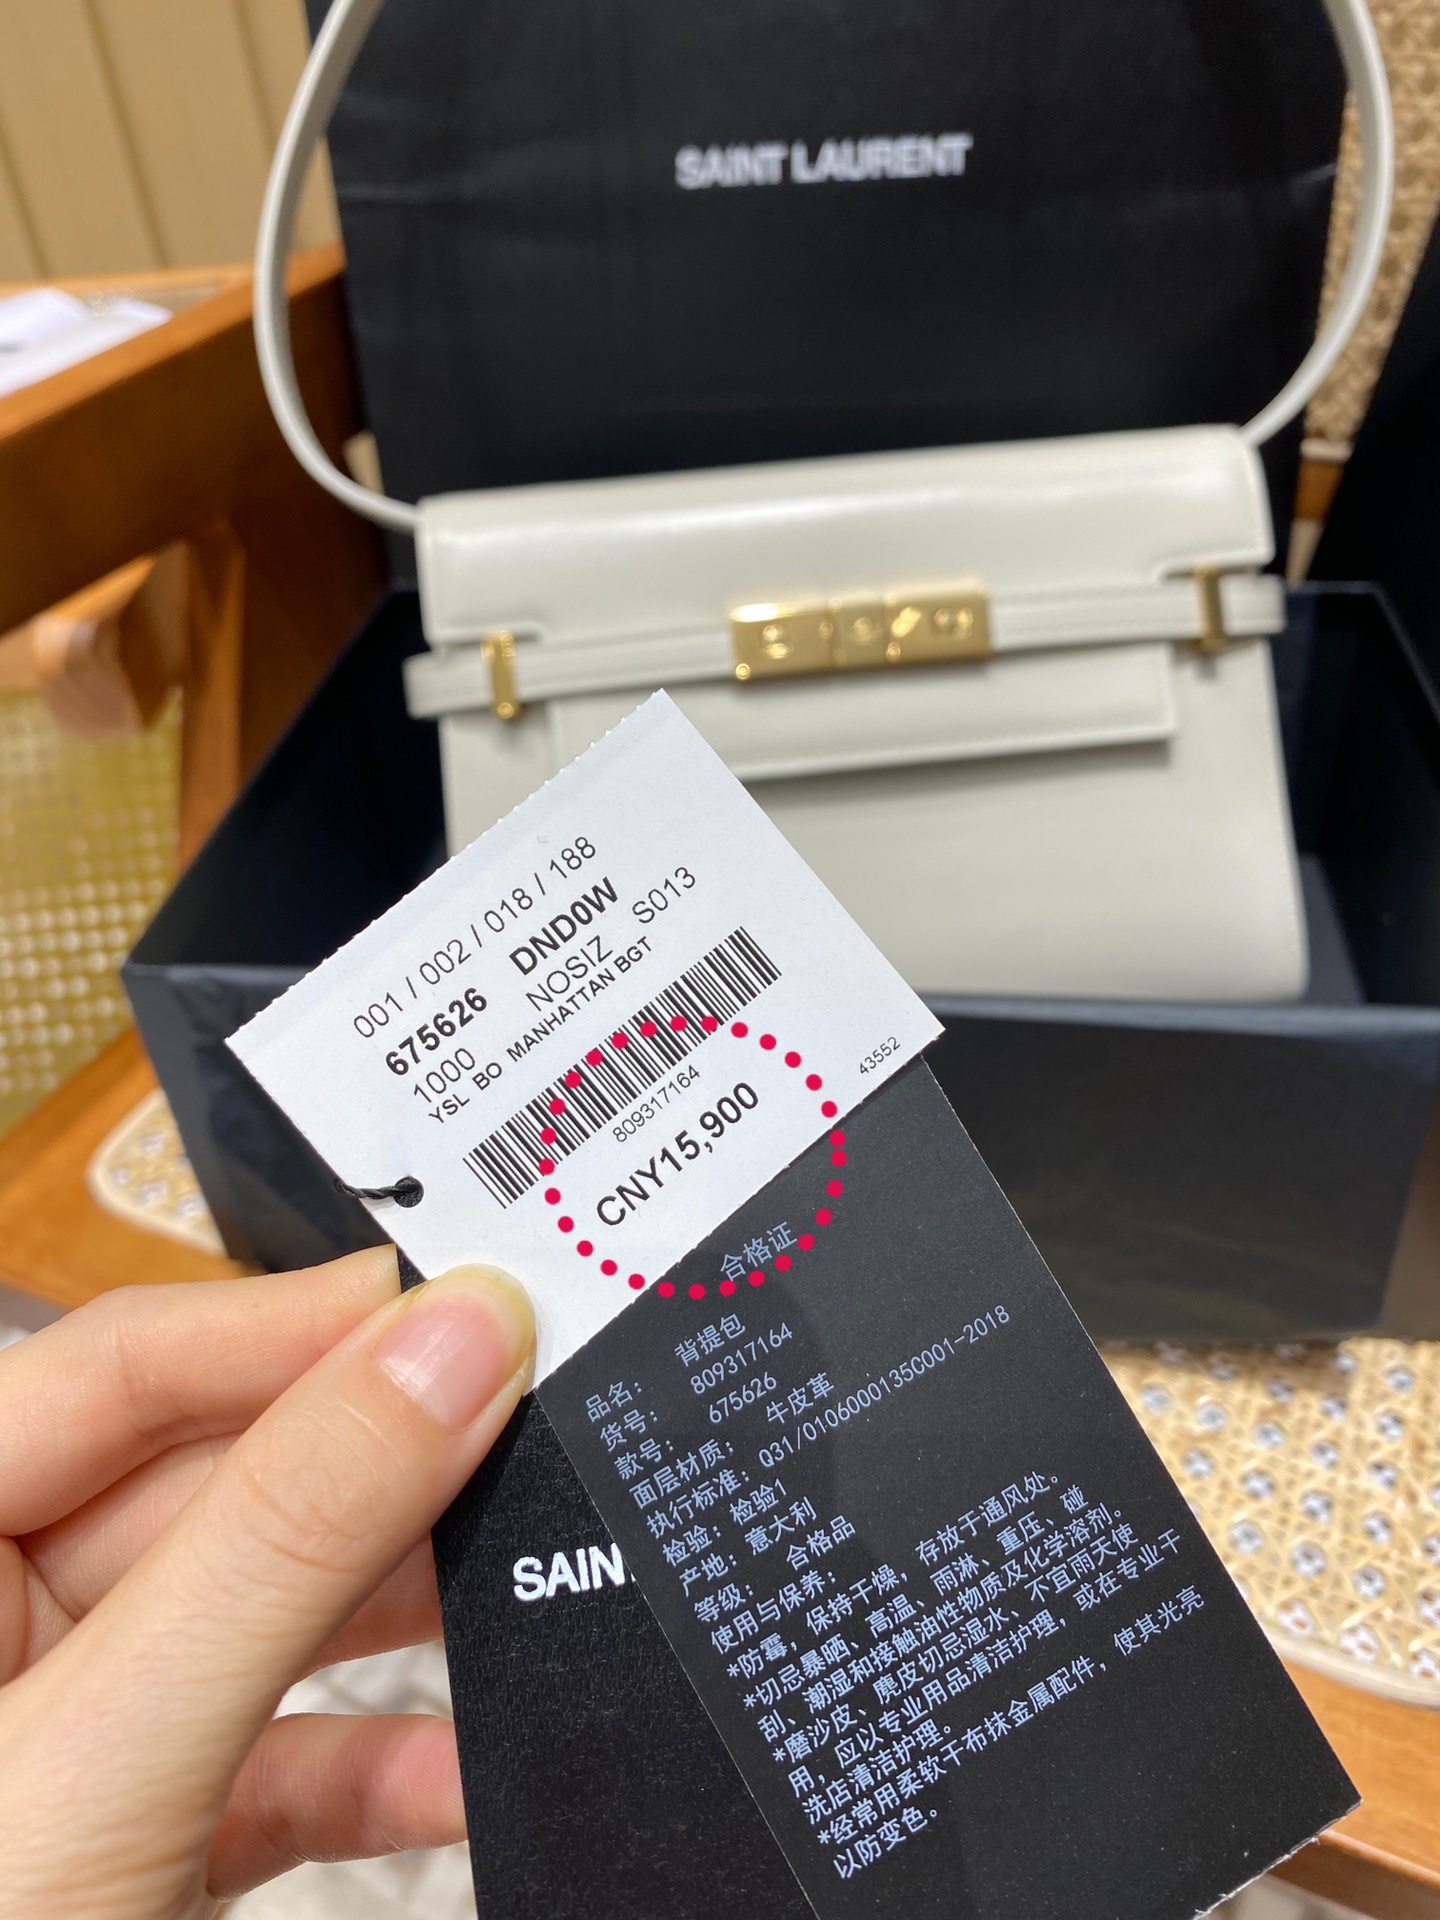 SAINT LAURENT
001 / 002 / 018 / 188
675626 DND0W
1000 NOSIZ S013
YSL BO MANHATTAN BGT
809317164
CNY15,900
43552
合格证
品名: 背提包
货号: 809317164
款号: 675626
面层材质: 牛皮革
执行标准: Q31/0106000135C001-2018
检验: 检验1
产地: 意大利
等级: 合格品
使用与保养:
*防霉，保持干燥，存放于通风处。
*切忌暴晒、高温、雨淋、重压、碰
刮、潮湿和接触油性物质及化学溶剂。
*磨沙皮、麂皮切忌湿水、不宜雨天使
用，应以专业用品清洁护理，或在专业干
洗店清洁护理。
*经常用柔软干布抹金属配件，使其光亮
以防变色。
SAIN